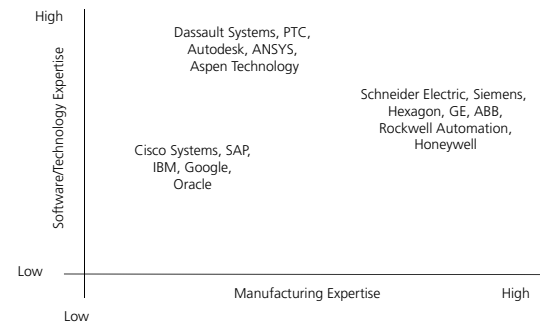 High
Software/Technology Expertise
Dassault Systems, PTC,
Autodesk, ANSYS,
Aspen Technology
Schneider Electric, Siemens,
Hexagon, GE, ABB,
Rockwell Automation,
Honeywell
Cisco Systems, SAP,
IBM, Google,
Oracle
Low
Manufacturing Expertise
High
Low